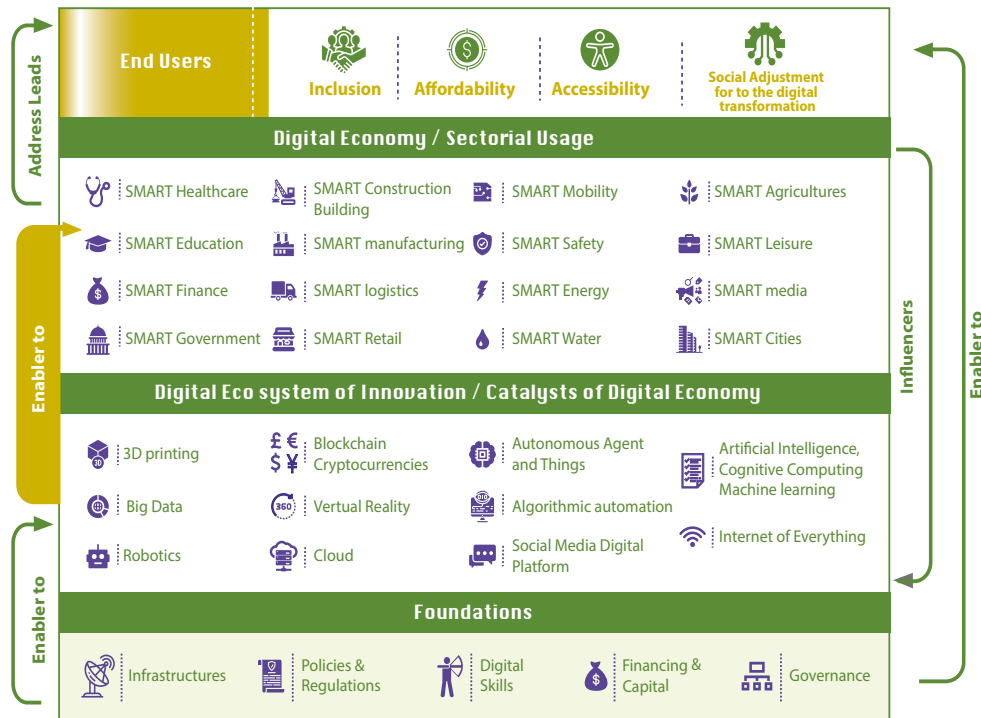 Address Leads
End Users
Inclusion
Affordability
$
Accessibility
Social Adjustment
for to the digital
transformation
Digital Economy / Sectorial Usage
SMART Healthcare
SMART Construction
Building
SMART Mobility
SMART Agricultures
SMART Education
SMART manufacturing
SMART Safety
SMART Leisure
$
SMART Finance
SMART logistics
SMART Energy
SMART media
SMART Government
SMART Retail
SMART Water
SMART Cities
Enabler to
Influencers
Enabler to
Digital Eco system of Innovation / Catalysts of Digital Economy
3D
3D printing
£ €
$ ¥
Blockchain
Cryptocurrencies
Autonomous Agent
and Things
Artificial Intelligence,
Cognitive Computing
Machine learning
Big Data
360
Vertual Reality
Algorithmic automation
Internet of Everything
Robotics
Cloud
Social Media Digital
Platform
Enabler to
Foundations
Infrastructures
Policies &
Regulations
Digital
Skills
$
Financing &
Capital
Governance